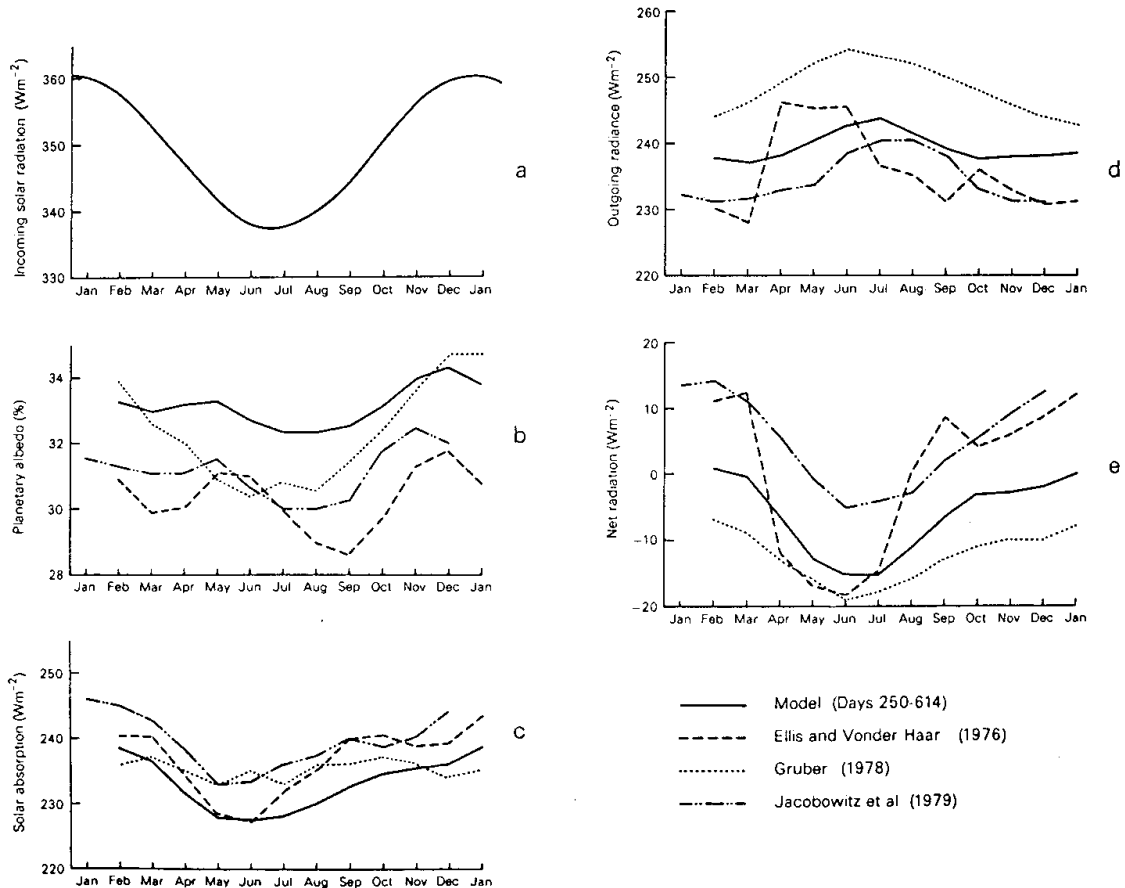 Incoming solar radiation (Wm⁻²)
360
350
340
330
Jan Feb Mar Apr May Jun Jul Aug Sep Oct Nov Dec Jan
a
Planetary albedo (%)
34
32
30
28
Jan Feb Mar Apr May Jun Jul Aug Sep Oct Nov Dec Jan
b
Solar absorption (Wm⁻²)
250
240
230
220
Jan Feb Mar Apr May Jun Jul Aug Sep Oct Nov Dec Jan
c
Outgoing radiance (Wm⁻²)
260
250
240
230
220
Jan Feb Mar Apr May Jun Jul Aug Sep Oct Nov Dec Jan
d
Net radiation (Wm⁻²)
20
10
0
−10
−20
Jan Feb Mar Apr May Jun Jul Aug Sep Oct Nov Dec Jan
e
Model (Days 250-614)
Ellis and Vonder Haar (1976)
Gruber (1978)
Jacobowitz et al (1979)